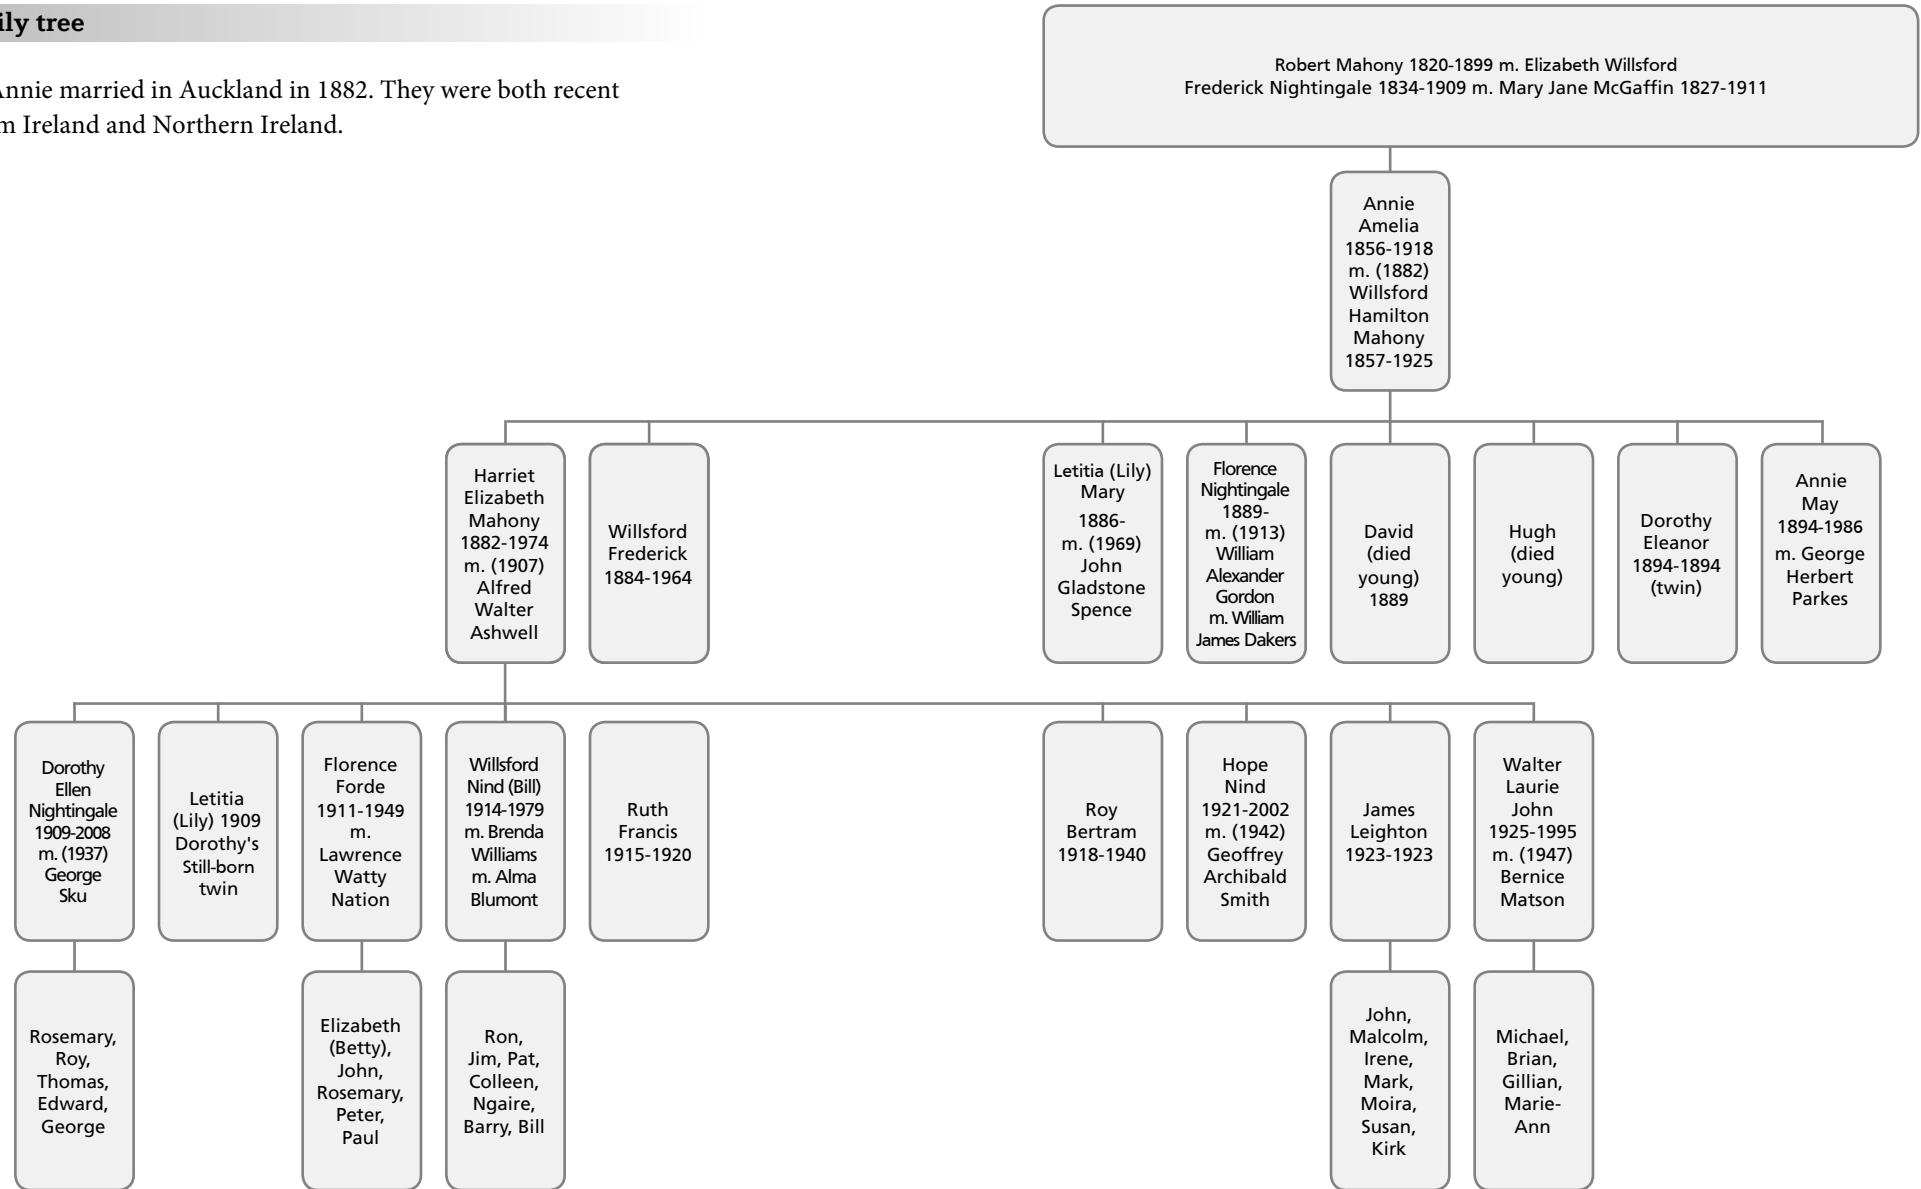 ily tree
Annie married in Auckland in 1882. They were both recent
m Ireland and Northern Ireland.
Robert Mahony 1820-1899 m. Elizabeth Willsford
Frederick Nightingale 1834-1909 m. Mary Jane McGaffin 1827-1911
Annie
Amelia
1856-1918
m. (1882)
Willsford
Hamilton
Mahony
1857-1925
Harriet
Elizabeth
Mahony
1882-1974
m. (1907)
Alfred
Walter
Ashwell
Willsford
Frederick
1884-1964
Letitia (Lily)
Mary
1886-
m. (1969)
John
Gladstone
Spence
Florence
Nightingale
1889-
m. (1913)
William
Alexander
Gordon
m. William
James Dakers
David
(died
young)
1889
Hugh
(died
young)
Dorothy
Eleanor
1894-1894
(twin)
Annie
May
1894-1986
m. George
Herbert
Parkes
Dorothy
Ellen
Nightingale
1909-2008
m. (1937)
George
Sku
Letitia
(Lily) 1909
Dorothy's
Still-born
twin
Florence
Forde
1911-1949
m.
Lawrence
Watty
Nation
Willsford
Nind (Bill)
1914-1979
m. Brenda
Williams
m. Alma
Blumont
Ruth
Francis
1915-1920
Roy
Bertram
1918-1940
Hope
Nind
1921-2002
m. (1942)
Geoffrey
Archibald
Smith
James
Leighton
1923-1923
Walter
Laurie
John
1925-1995
m. (1947)
Bernice
Matson
Rosemary,
Roy,
Thomas,
Edward,
George
Elizabeth
(Betty),
John,
Rosemary,
Peter,
Paul
Ron,
Jim, Pat,
Colleen,
Ngaire,
Barry, Bill
John,
Malcolm,
Irene,
Mark,
Moira,
Susan,
Kirk
Michael,
Brian,
Gillian,
Marie-
Ann